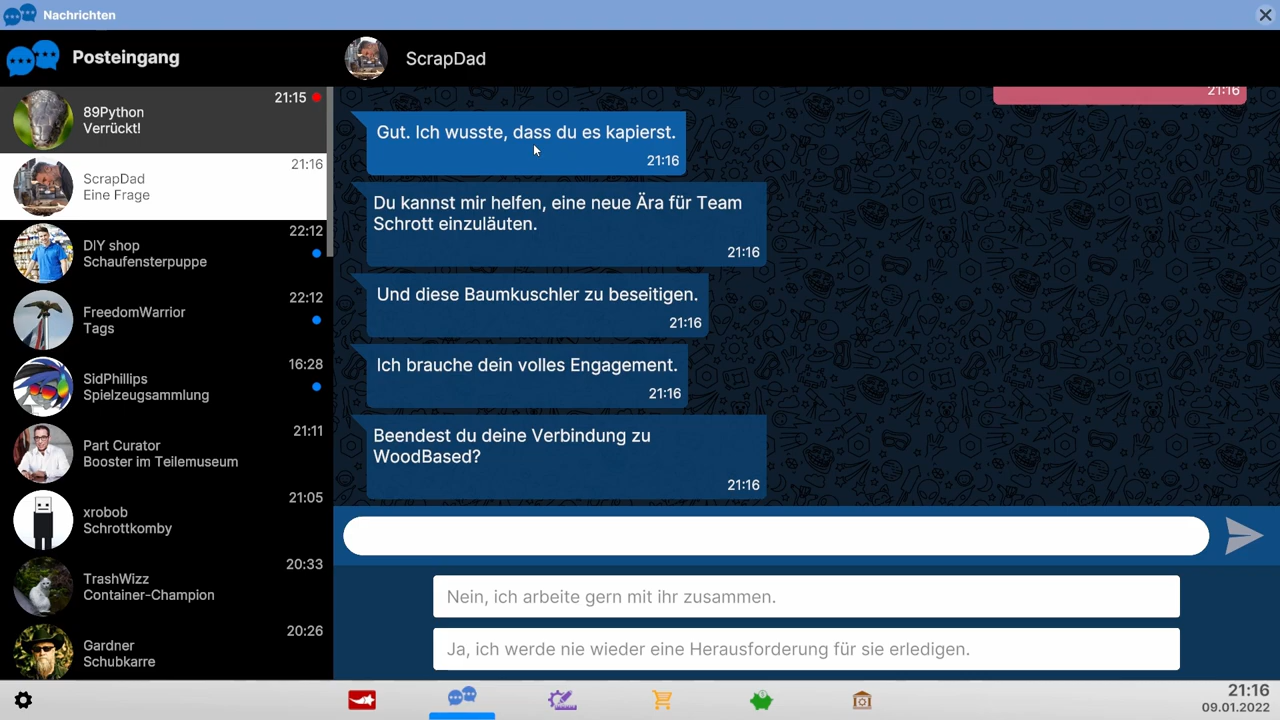 Nachrichten
Posteingang
21:15
89Python
Verrückt!
21:16
ScrapDad
Eine Frage
22:12
DIY shop
Schaufensterpuppe
22:12
FreedomWarrior
Tags
16:28
SidPhillips
Spielzeugsammlung
21:11
Part Curator
Booster im Teilemuseum
21:05
xrobob
Schrottkomby
20:33
TrashWizz
Container-Champion
20:26
Gardner
Schubkarre
ScrapDad
21:16
Gut. Ich wusste, dass du es kapierst.
21:16
Du kannst mir helfen, eine neue Ära für Team
Schrott einzuläuten.
21:16
Und diese Baumkuschler zu beseitigen.
21:16
Ich brauche dein volles Engagement.
21:16
Beendest du deine Verbindung zu
WoodBased?
21:16
Nein, ich arbeite gern mit ihr zusammen.
Ja, ich werde nie wieder eine Herausforderung für sie erledigen.
21:16
09.01.2022